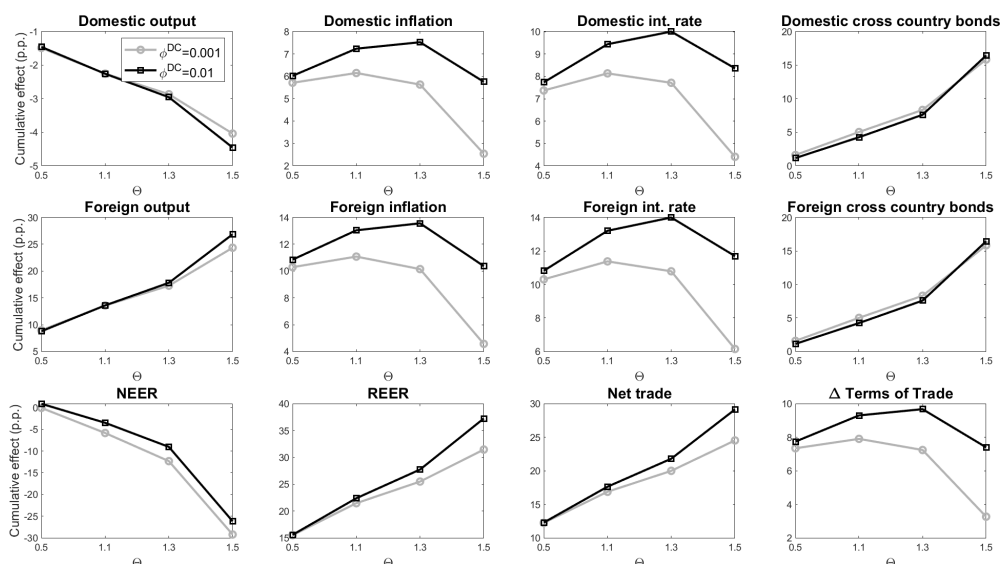 Domestic output
Cumulative effect (p.p.)
-1
-2
-3
-4
-5
ϕ^DC=0.001
ϕ^DC=0.01
0.5 1.1 1.3 1.5
Θ
Domestic inflation
8
7
6
5
4
3
2
0.5 1.1 1.3 1.5
Θ
Domestic int. rate
10
9
8
7
6
5
4
0.5 1.1 1.3 1.5
Θ
Domestic cross country bonds
20
15
10
5
0
0.5 1.1 1.3 1.5
Θ
Foreign output
Cumulative effect (p.p.)
30
25
20
15
10
5
0.5 1.1 1.3 1.5
Θ
Foreign inflation
14
12
10
8
6
4
0.5 1.1 1.3 1.5
Θ
Foreign int. rate
14
12
10
8
6
0.5 1.1 1.3 1.5
Θ
Foreign cross country bonds
20
15
10
5
0
0.5 1.1 1.3 1.5
Θ
NEER
Cumulative effect (p.p.)
0
-5
-10
-15
-20
-25
-30
0.5 1.1 1.3 1.5
Θ
REER
40
35
30
25
20
15
0.5 1.1 1.3 1.5
Θ
Net trade
30
25
20
15
10
0.5 1.1 1.3 1.5
Θ
Δ Terms of Trade
10
8
6
4
2
0.5 1.1 1.3 1.5
Θ